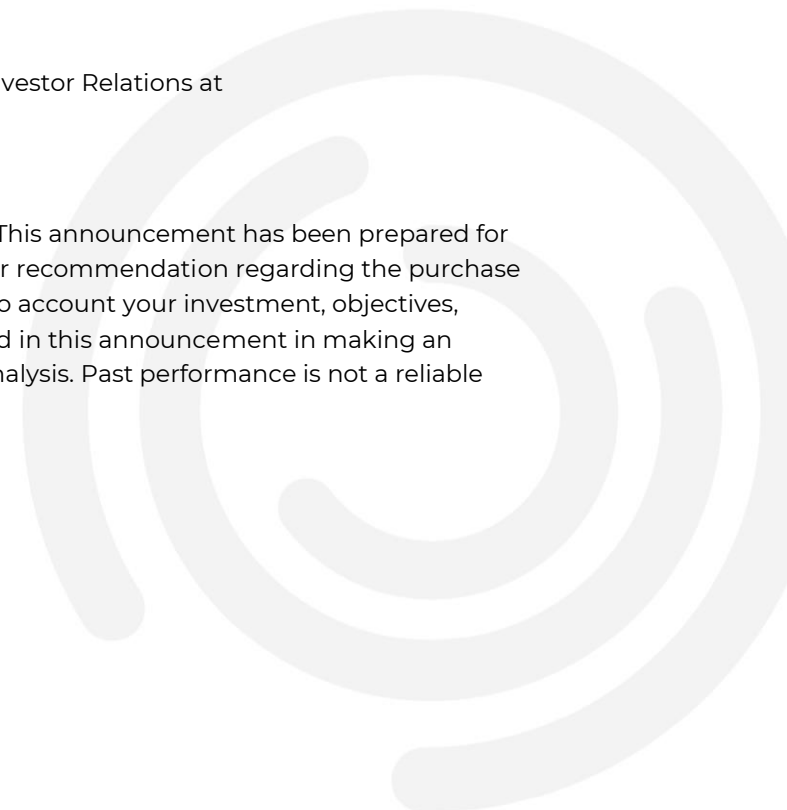 vestor Relations at
This announcement has been prepared for
r recommendation regarding the purchase
o account your investment, objectives,
d in this announcement in making an
nalysis. Past performance is not a reliable